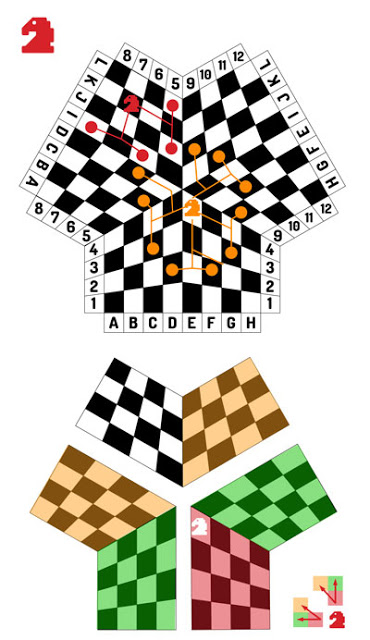 8 7 6 5 9 10 11 12
L K J I D C B A
L K J I E F G H
8 7 6 5
9 10 11 12
4 4
3 3
2 2
1 1
A B C D E F G H